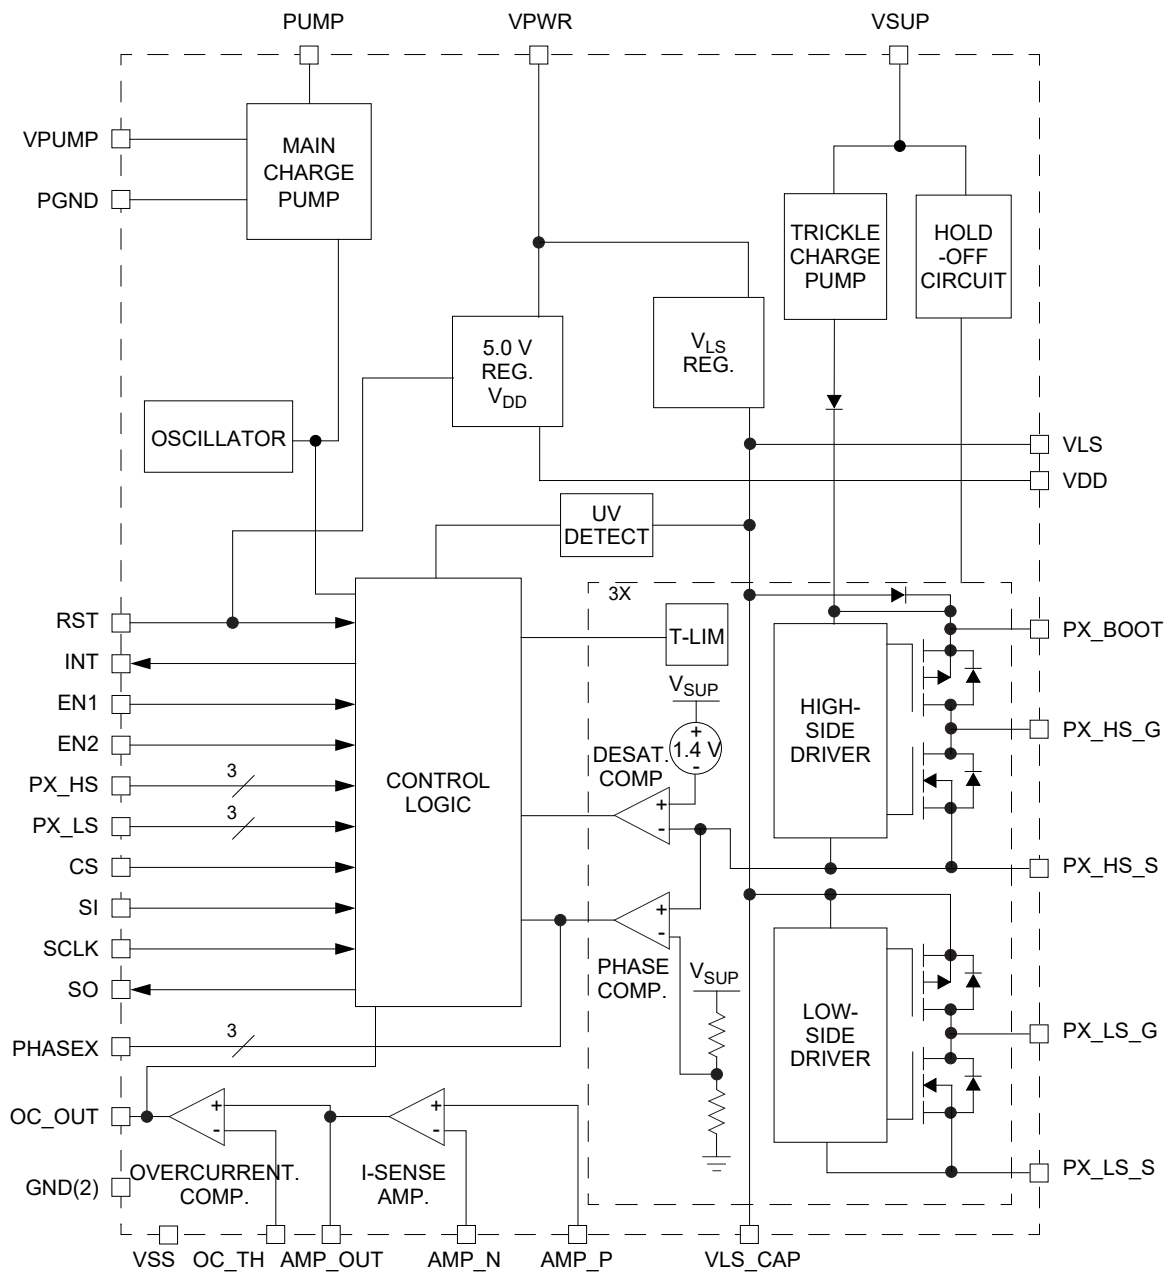 PUMP
VPWR
VSUP
VPUMP
PGND
MAIN
CHARGE
PUMP
TRICKLE
CHARGE
PUMP
HOLD
-OFF
CIRCUIT
5.0 V
REG.
VDD
VLS
REG.
OSCILLATOR
VLS
VDD
UV
DETECT
3X
RST
INT
EN1
EN2
PX_HS
3
PX_LS
3
CS
SI
SCLK
SO
PHASEX
3
OC_OUT
GND(2)
CONTROL
LOGIC
T-LIM
VSUP
+
1.4 V
-
DESAT.
COMP.
+
-
+
-
PHASE
COMP.
VSUP
HIGH-
SIDE
DRIVER
LOW-
SIDE
DRIVER
PX_BOOT
PX_HS_G
PX_HS_S
PX_LS_G
PX_LS_S
+
-
OVERCURRENT.
COMP.
+
-
I-SENSE
AMP.
VSS
OC_TH
AMP_OUT
AMP_N
AMP_P
VLS_CAP